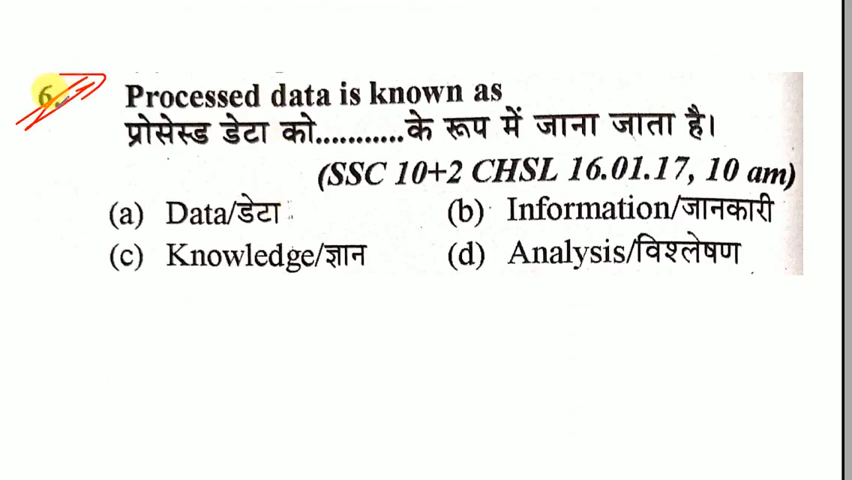 6. Processed data is known as
प्रोसेस्ड डेटा को...........के रूप में जाना जाता है।
(SSC 10+2 CHSL 16.01.17, 10 am)
(a) Data/डेटा (b) Information/जानकारी
(c) Knowledge/ज्ञान (d) Analysis/विश्लेषण